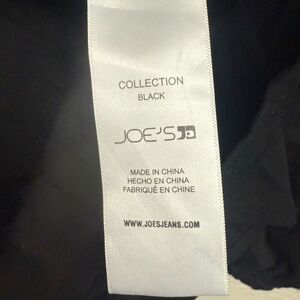 COLLECTION
BLACK
JOE'S
MADE IN CHINA
HECHO EN CHINA
FABRIQUÉ EN CHINE
WWW.JOESJEANS.COM